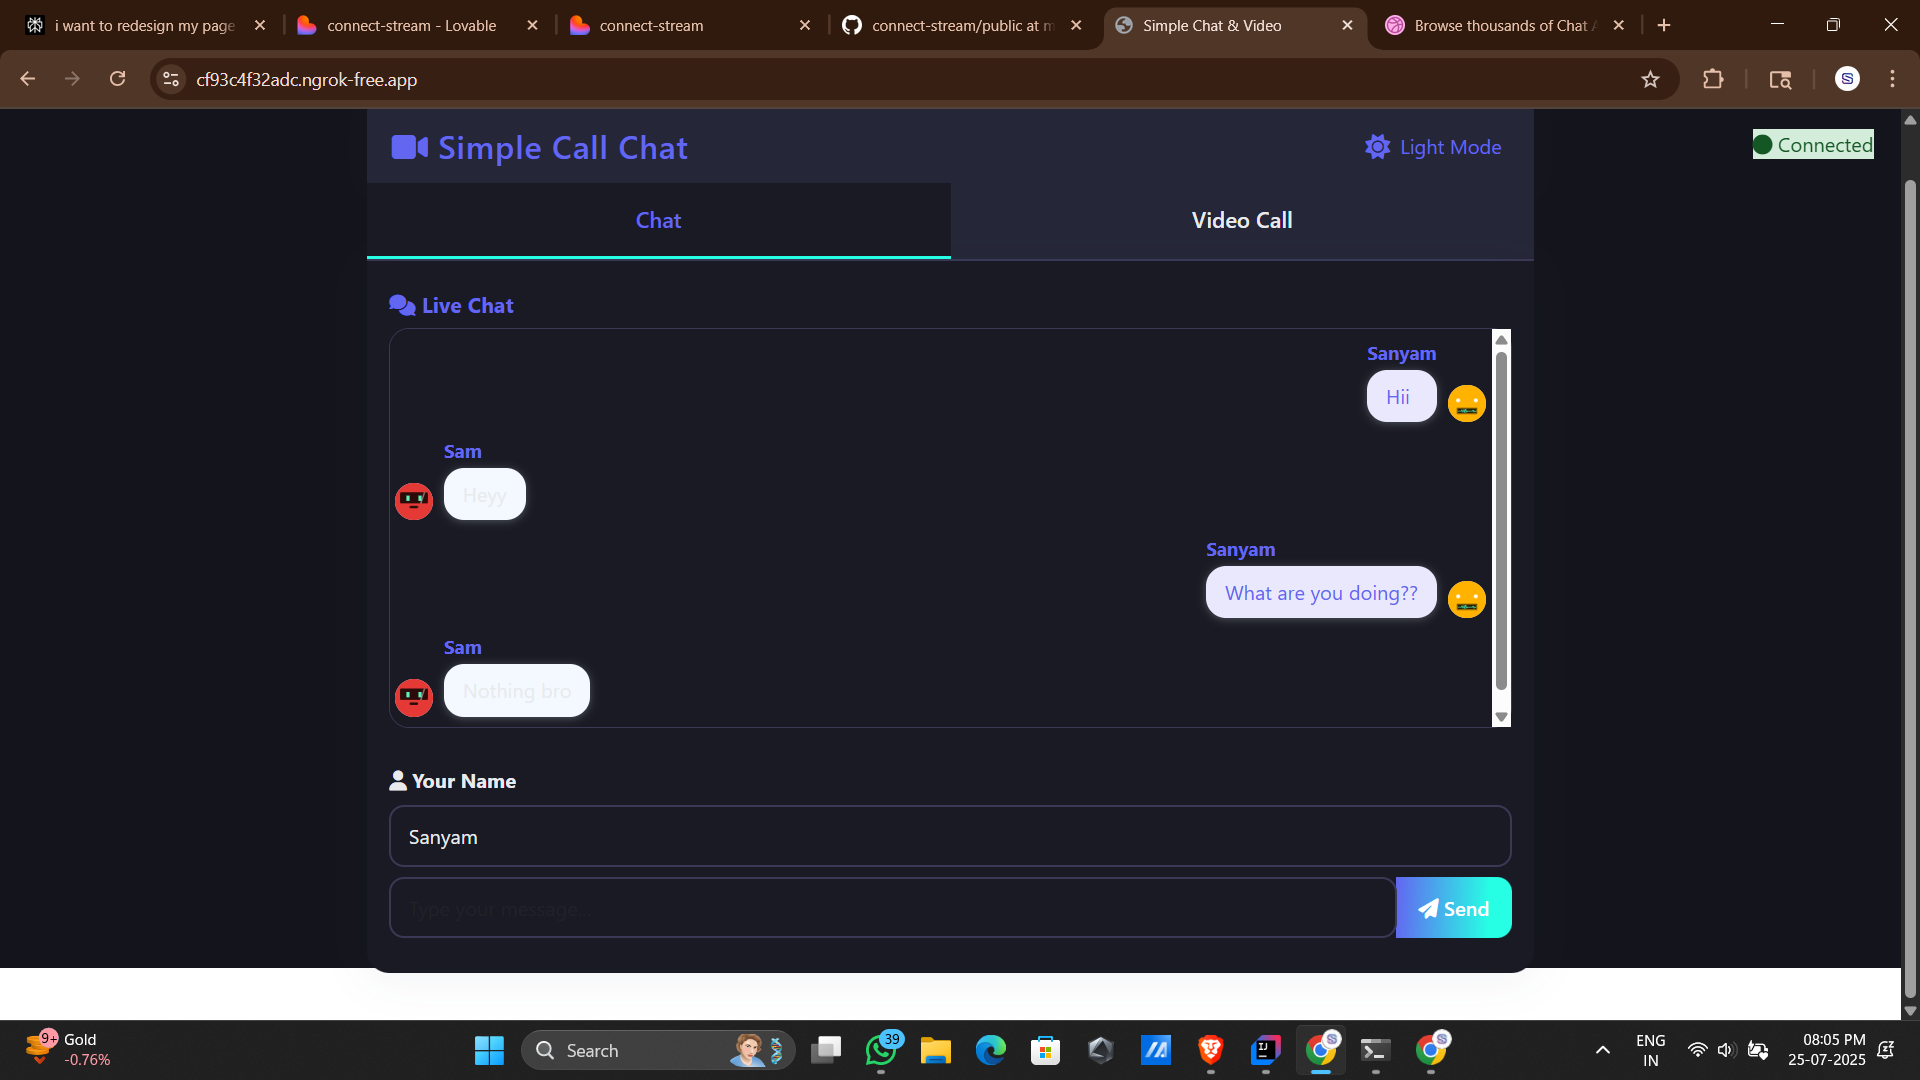 i want to redesign my page
connect-stream - Lovable
connect-stream
connect-stream/public at m
Simple Chat & Video
Browse thousands of Chat A
cf93c4f32adc.ngrok-free.app
Simple Call Chat
Light Mode
Connected
Chat
Video Call
Live Chat
Sanyam
Hii
Sam
Heyy
Sanyam
What are you doing??
Sam
Nothing bro
Your Name
Sanyam
Type your message...
Send
9+
Gold
-0.76%
Search
39
ENG
IN
08:05 PM
25-07-2025